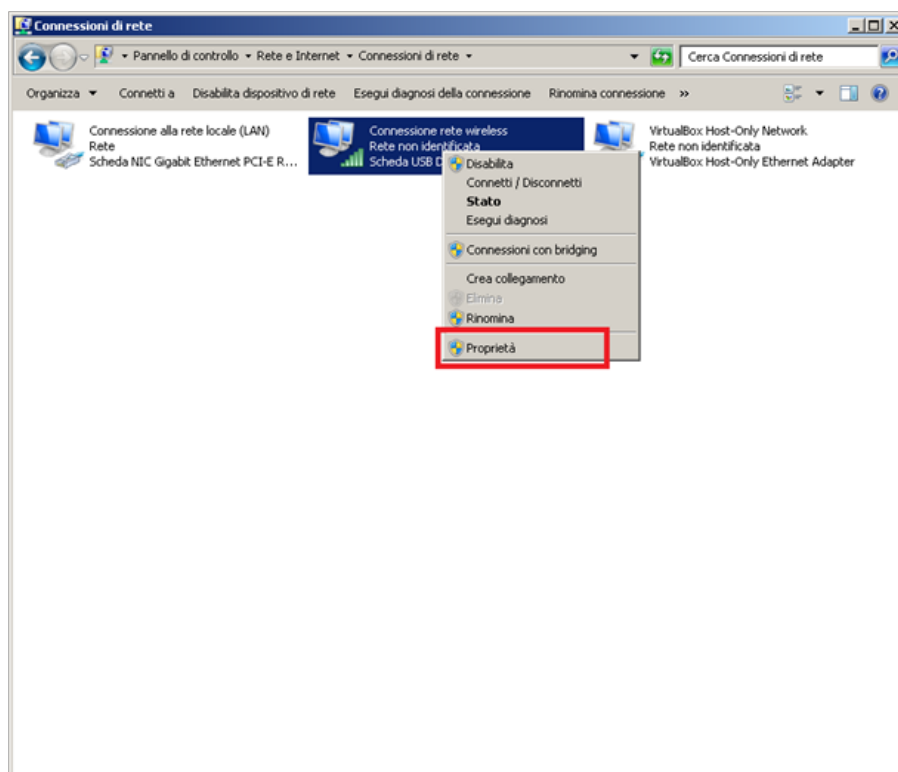 Connessioni di rete
Pannello di controllo Rete e Internet Connessioni di rete
Cerca Connessioni di rete
Organizza Connetti a Disabilita dispositivo di rete Esegui diagnosi della connessione Rinomina connessione »
Connessione alla rete locale (LAN)
Rete
Scheda NIC Gigabit Ethernet PCI-E R...
Connessione rete wireless
Rete non identificata
Scheda USB
VirtualBox Host-Only Network
Rete non identificata
VirtualBox Host-Only Ethernet Adapter
Disabilita
Connetti / Disconnetti
Stato
Esegui diagnosi
Connessioni con bridging
Crea collegamento
Elimina
Rinomina
Proprietà